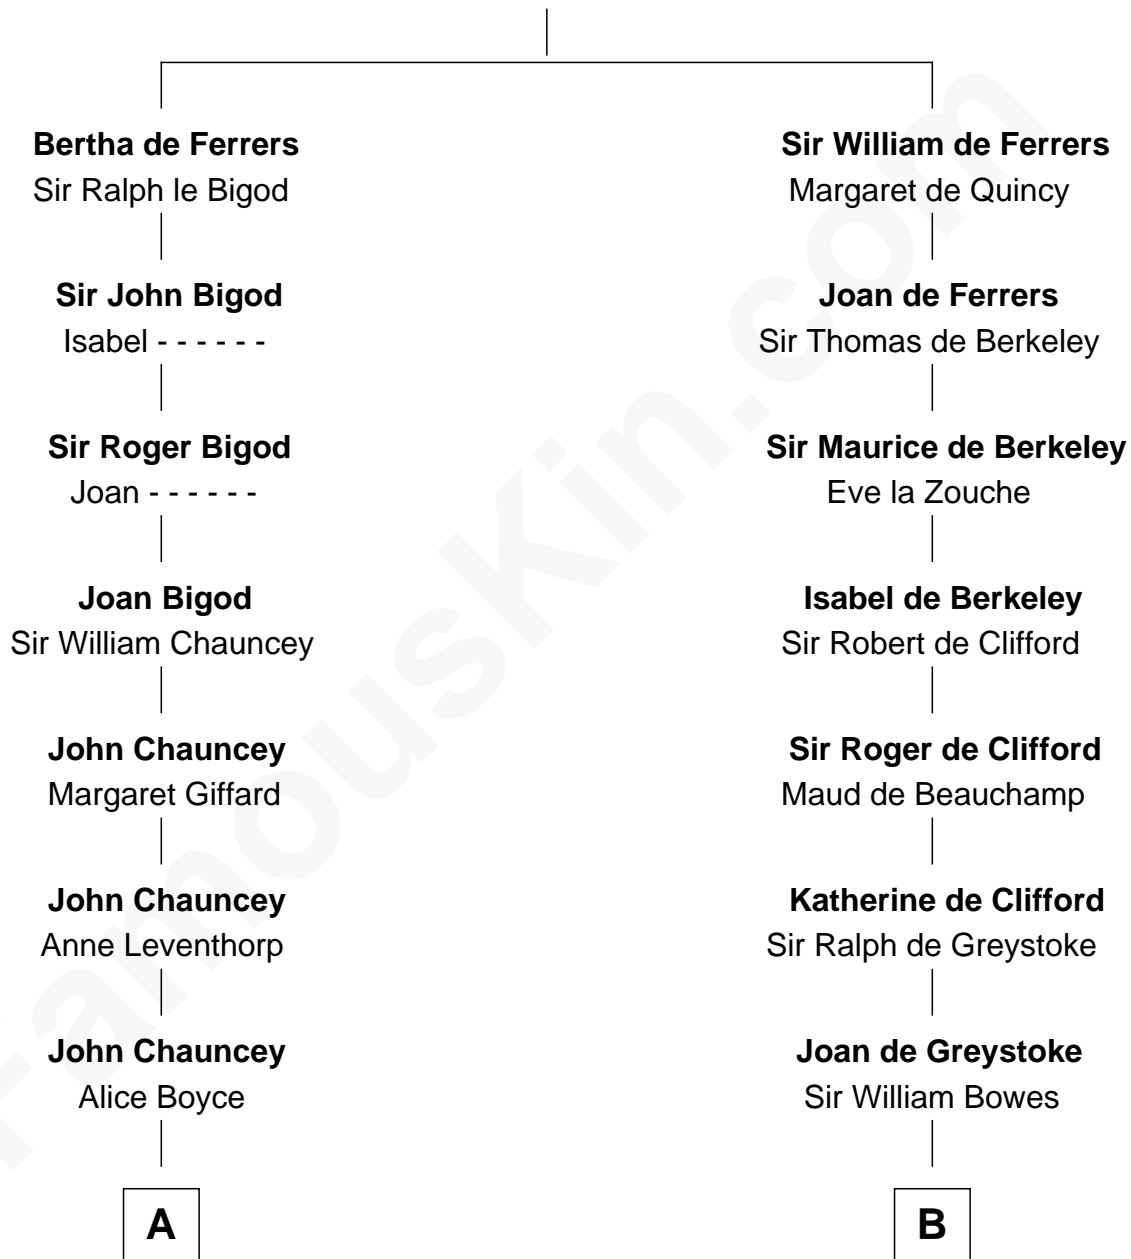 Bertha de Ferrers
Sir Ralph le Bigod
Sir John Bigod
Isabel - - - - - -
Sir Roger Bigod
Joan - - - - - -
Joan Bigod
Sir William Chauncey
John Chauncey
Margaret Giffard
John Chauncey
Anne Leventhorp
John Chauncey
Alice Boyce
A
Sir William de Ferrers
Margaret de Quincy
Joan de Ferrers
Sir Thomas de Berkeley
Sir Maurice de Berkeley
Eve la Zouche
Isabel de Berkeley
Sir Robert de Clifford
Sir Roger de Clifford
Maud de Beauchamp
Katherine de Clifford
Sir Ralph de Greystoke
Joan de Greystoke
Sir William Bowes
B
FamousKin.com